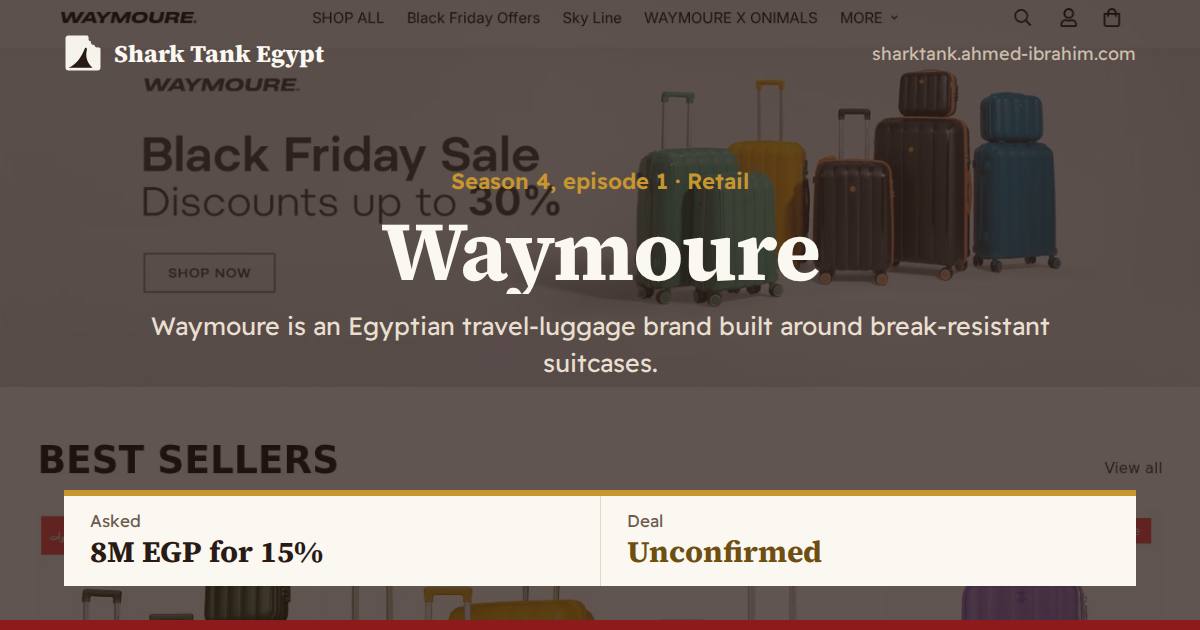 WAYMOURE.
SHOP ALL Black Friday Offers Sky Line WAYMOURE X ONIMALS MORE
Shark Tank Egypt
sharktank.ahmed-ibrahim.com
WAYMOURE.
Black Friday Sale
Discounts up to 30%
SHOP NOW
Season 4, episode 1 · Retail
Waymoure
Waymoure is an Egyptian travel-luggage brand built around break-resistant
suitcases.
BEST SELLERS
View all
Asked
8M EGP for 15%
Deal
Unconfirmed